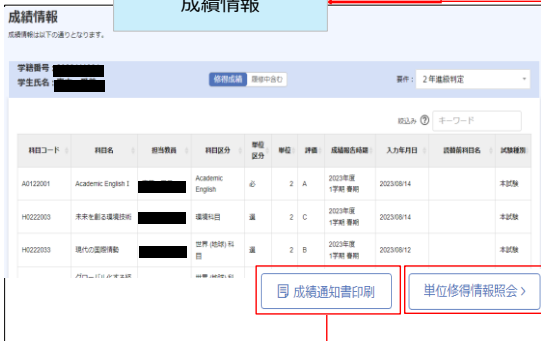 成績情報
成績情報
成績情報は以下の通りとなります。
学籍番号
学生氏名
修得成績 履修中含む
要件： 2年進級判定
絞込み ? キーワード
科目コード 科目名 担当教員 科目区分 単位区分 単位 評価 成績報告時期 入力年月日 読替前科目名 試験種別
A0122001 Academic English I Academic English 必 2 A 2023年度 1学期 春期 2023/08/14 本試験
H0222003 未来を創る環境技術 環境科目 選 2 C 2023年度 1学期 春期 2023/08/14 本試験
H0222033 現代の国際情勢 世界(地球)科目 選 2 B 2023年度 1学期 春期 2023/08/12 本試験
成績通知書印刷
単位修得情報照会 >